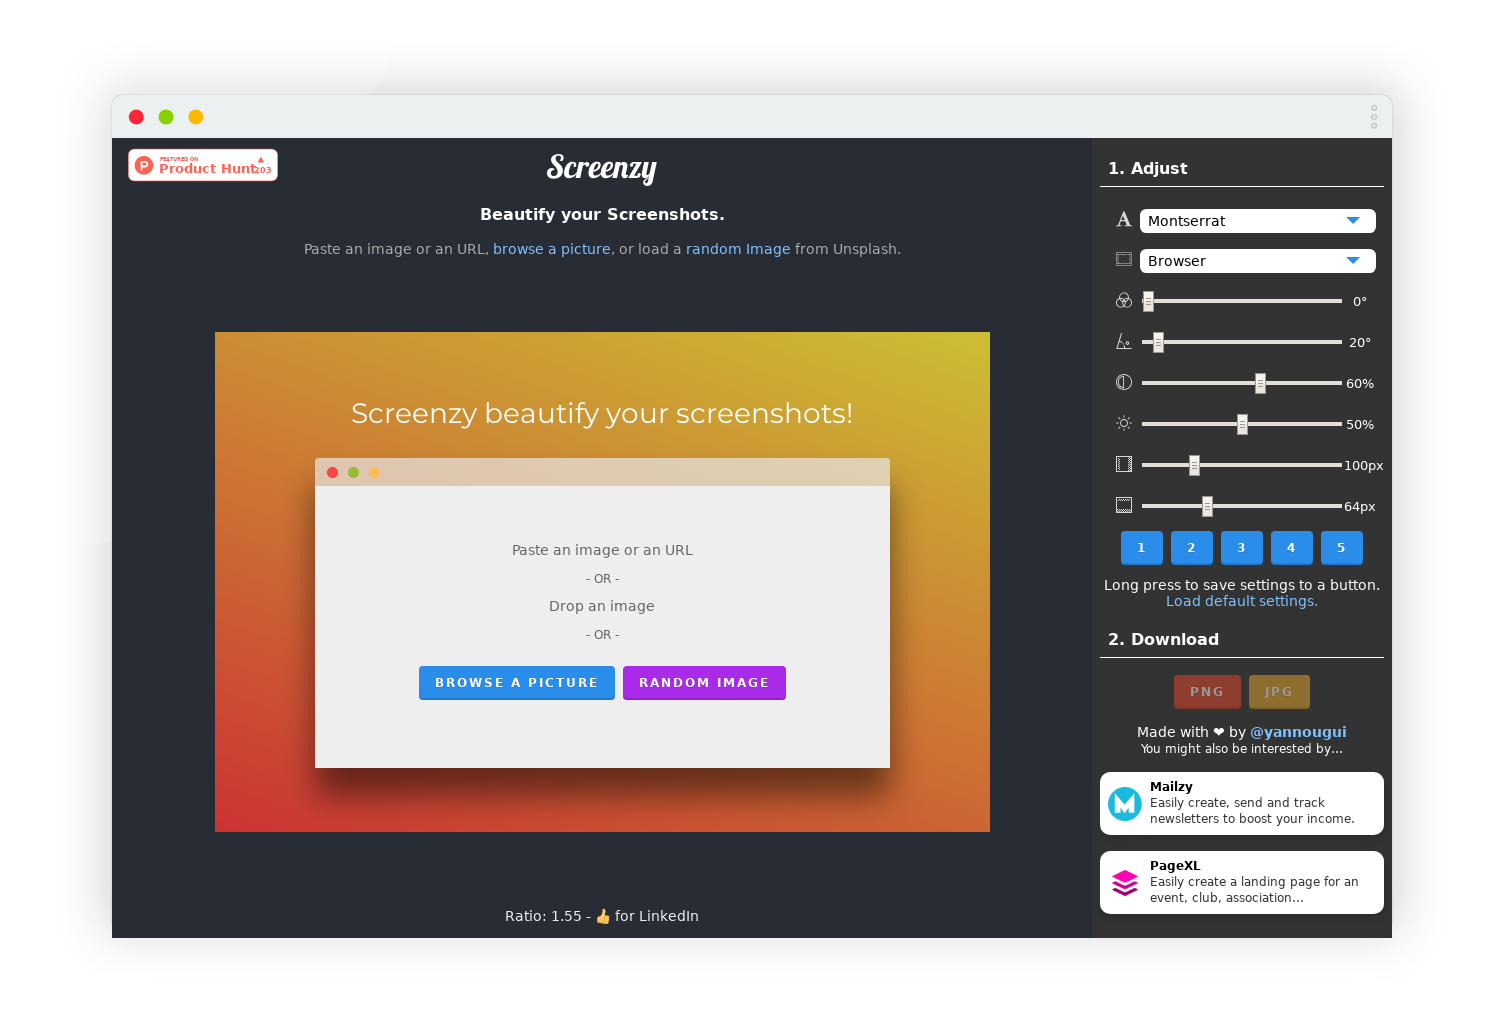 FEATURED ON
Product Hunt
▲
203
Screenzy
Beautify your Screenshots.
Paste an image or an URL, browse a picture, or load a random Image from Unsplash.
Screenzy beautify your screenshots!
Paste an image or an URL
- OR -
Drop an image
- OR -
BROWSE A PICTURE
RANDOM IMAGE
Ratio: 1.55 - 👍 for LinkedIn
1. Adjust
A
Montserrat
Browser
0°
20°
60%
50%
100px
64px
1 2 3 4 5
Long press to save settings to a button.
Load default settings.
2. Download
PNG JPG
Made with ❤ by @yannougui
You might also be interested by...
Mailzy
Easily create, send and track
newsletters to boost your income.
PageXL
Easily create a landing page for an
event, club, association...